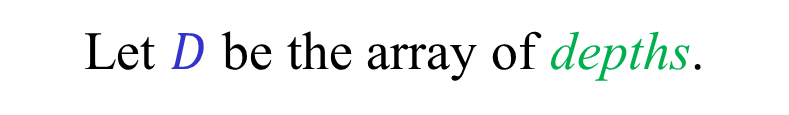 Let D be the array of depths.